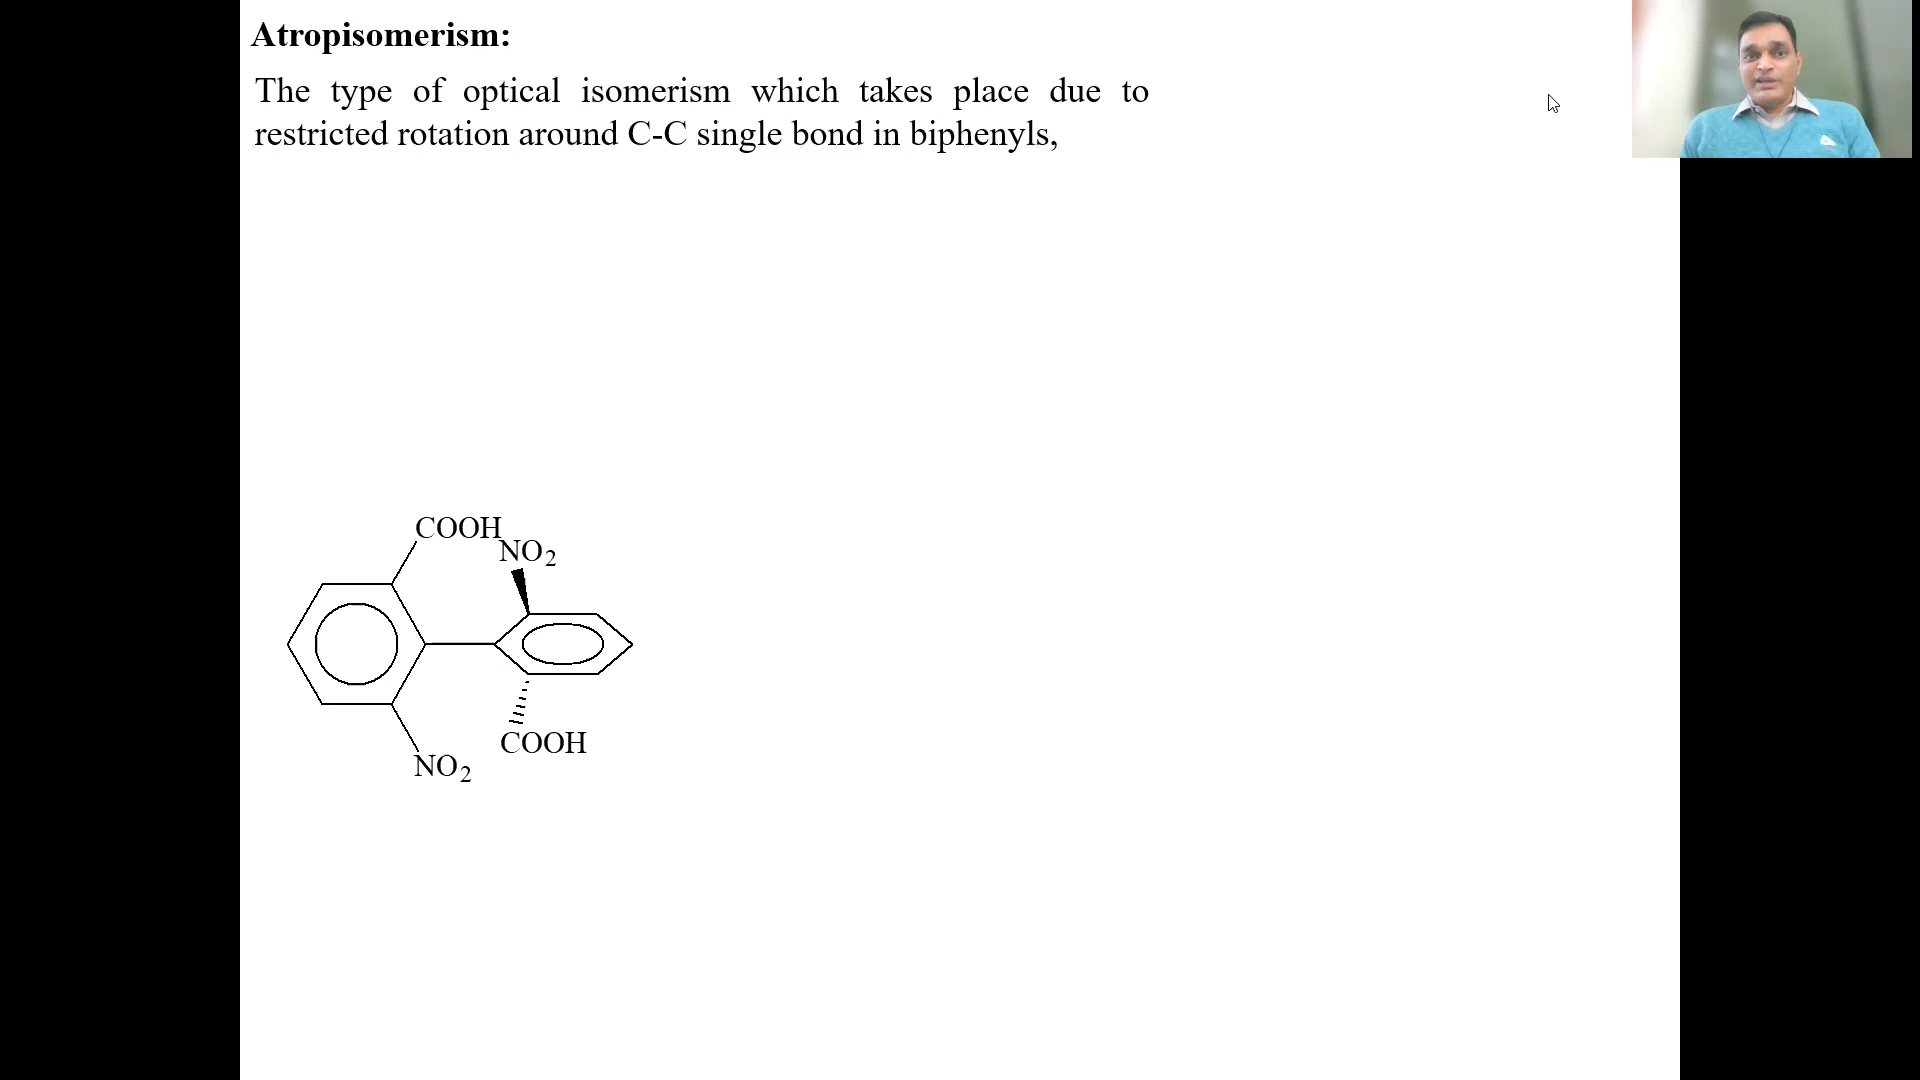 Atropisomerism:
The type of optical isomerism which takes place due to
restricted rotation around C-C single bond in biphenyls,
COOH
NO2
COOH
NO2